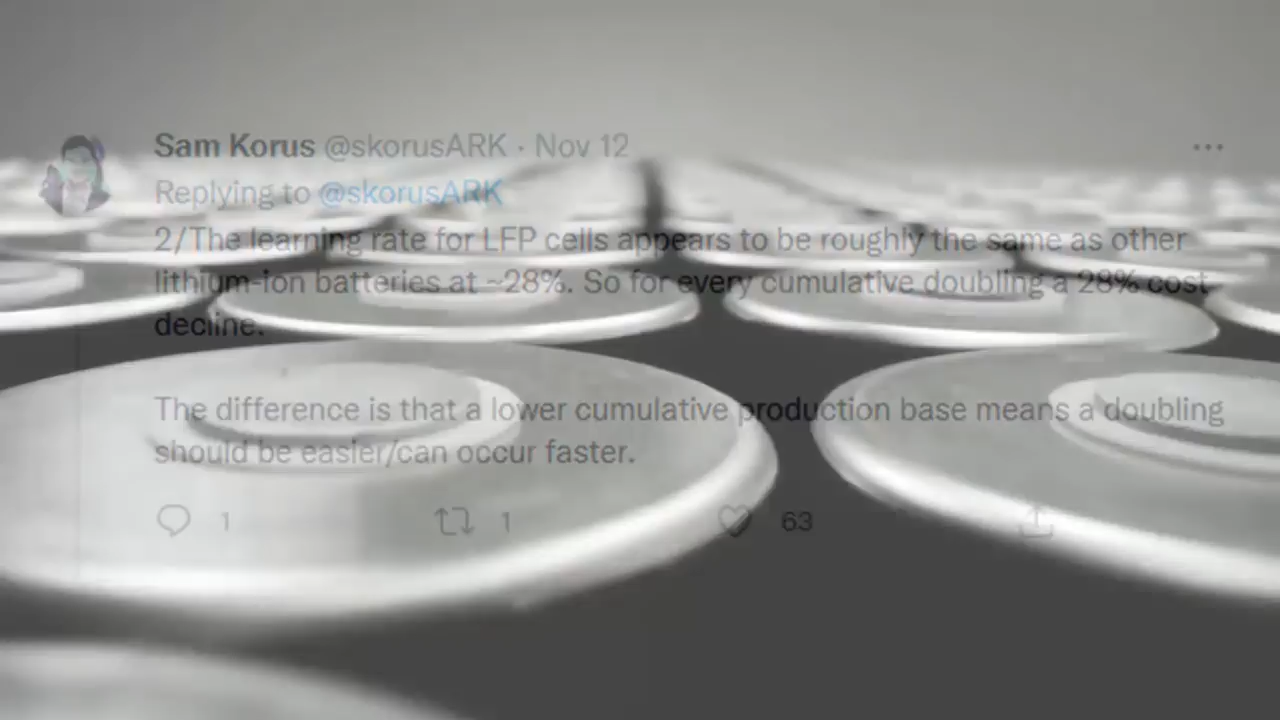 Sam Korus @skorusARK · Nov 12
Replying to @skorusARK
2/The learning rate for LFP cells appears to be roughly the same as other
lithium-ion batteries at ~28%. So for every cumulative doubling a 28% cost
decline.
The difference is that a lower cumulative production base means a doubling
should be easier/can occur faster.
1 1 63